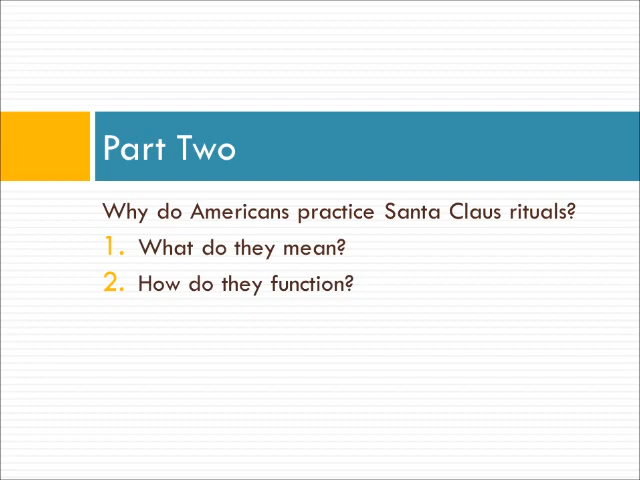 Part Two
Why do Americans practice Santa Claus rituals?
1. What do they mean?
2. How do they function?